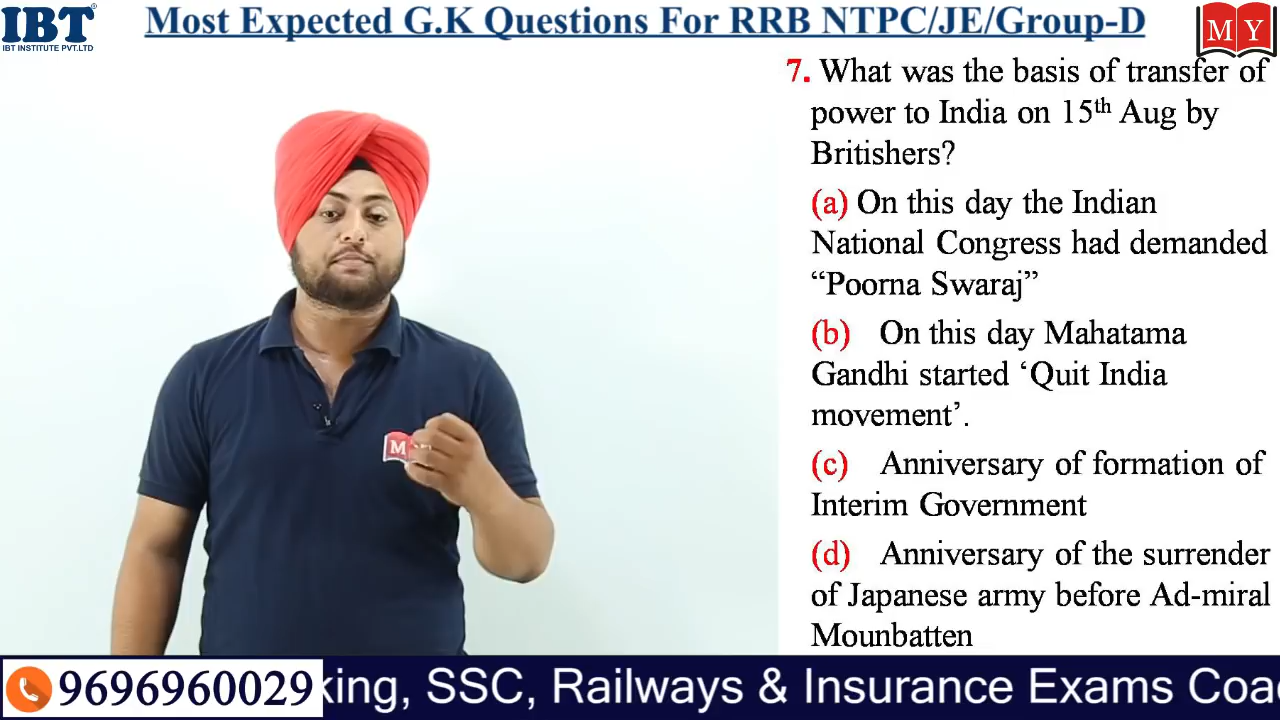 IBT
IBT INSTITUTE PVT.LTD
Most Expected G.K Questions For RRB NTPC/JE/Group-D
MY
7. What was the basis of transfer of
power to India on 15th Aug by
Britishers?
(a) On this day the Indian
National Congress had demanded
“Poorna Swaraj”
(b) On this day Mahatama
Gandhi started ‘Quit India
movement’.
(c) Anniversary of formation of
Interim Government
(d) Anniversary of the surrender
of Japanese army before Ad-miral
Mounbatten
M
9696960029 king, SSC, Railways & Insurance Exams Coa